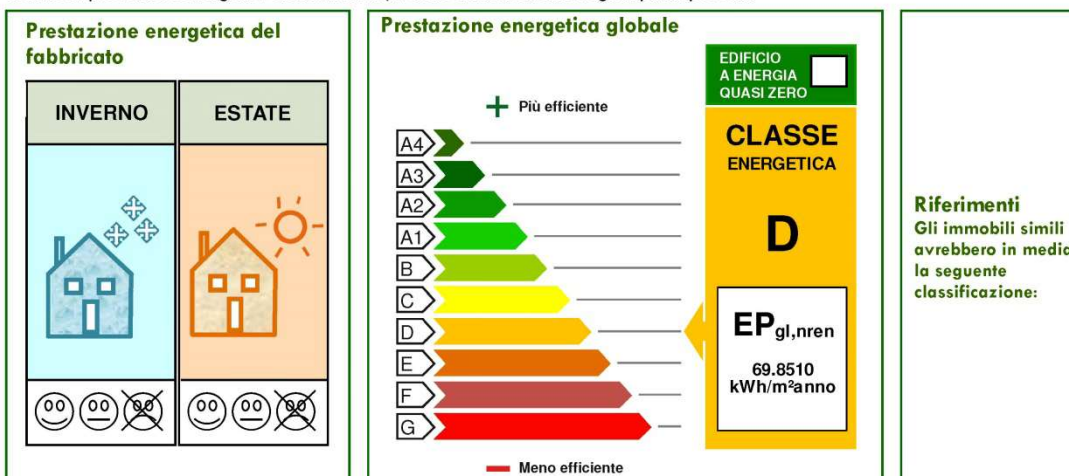 Prestazione energetica del
fabbricato
INVERNO
ESTATE
Prestazione energetica globale
Più efficiente
A4
A3
A2
A1
B
C
D
E
F
G
Meno efficiente
EDIFICIO
A ENERGIA
QUASI ZERO
CLASSE
ENERGETICA
D
EPgl,nren
69.8510
kWh/m²anno
Riferimenti
Gli immobili simili
avrebbero in media
la seguente
classificazione: